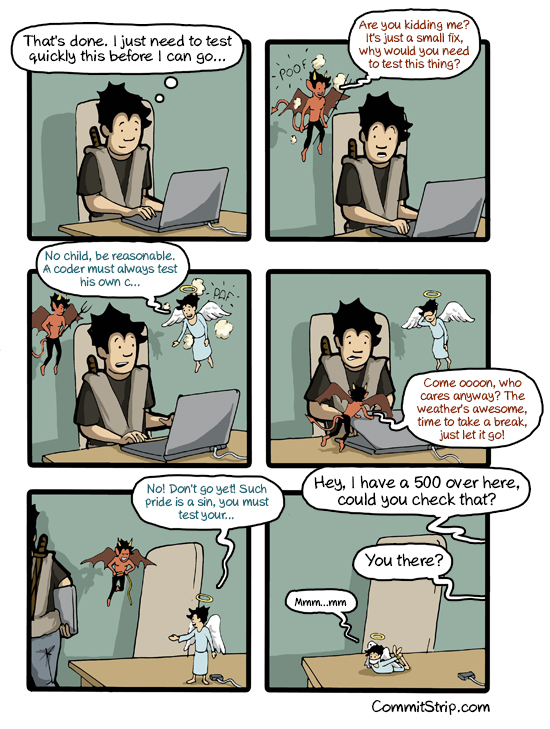 That's done. I just need to test
quickly this before I can go...
Are you kidding me?
It's just a small fix,
why would you need
to test this thing?
POOF
No child, be reasonable.
A coder must always test
his own c...
PAF
Come oooon, who
cares anyway? The
weather's awesome,
time to take a break,
just let it go!
No! Don't go yet! Such
pride is a sin, you must
test your...
Hey, I have a 500 over here,
could you check that?
You there?
Mmm...mm
CommitStrip.com